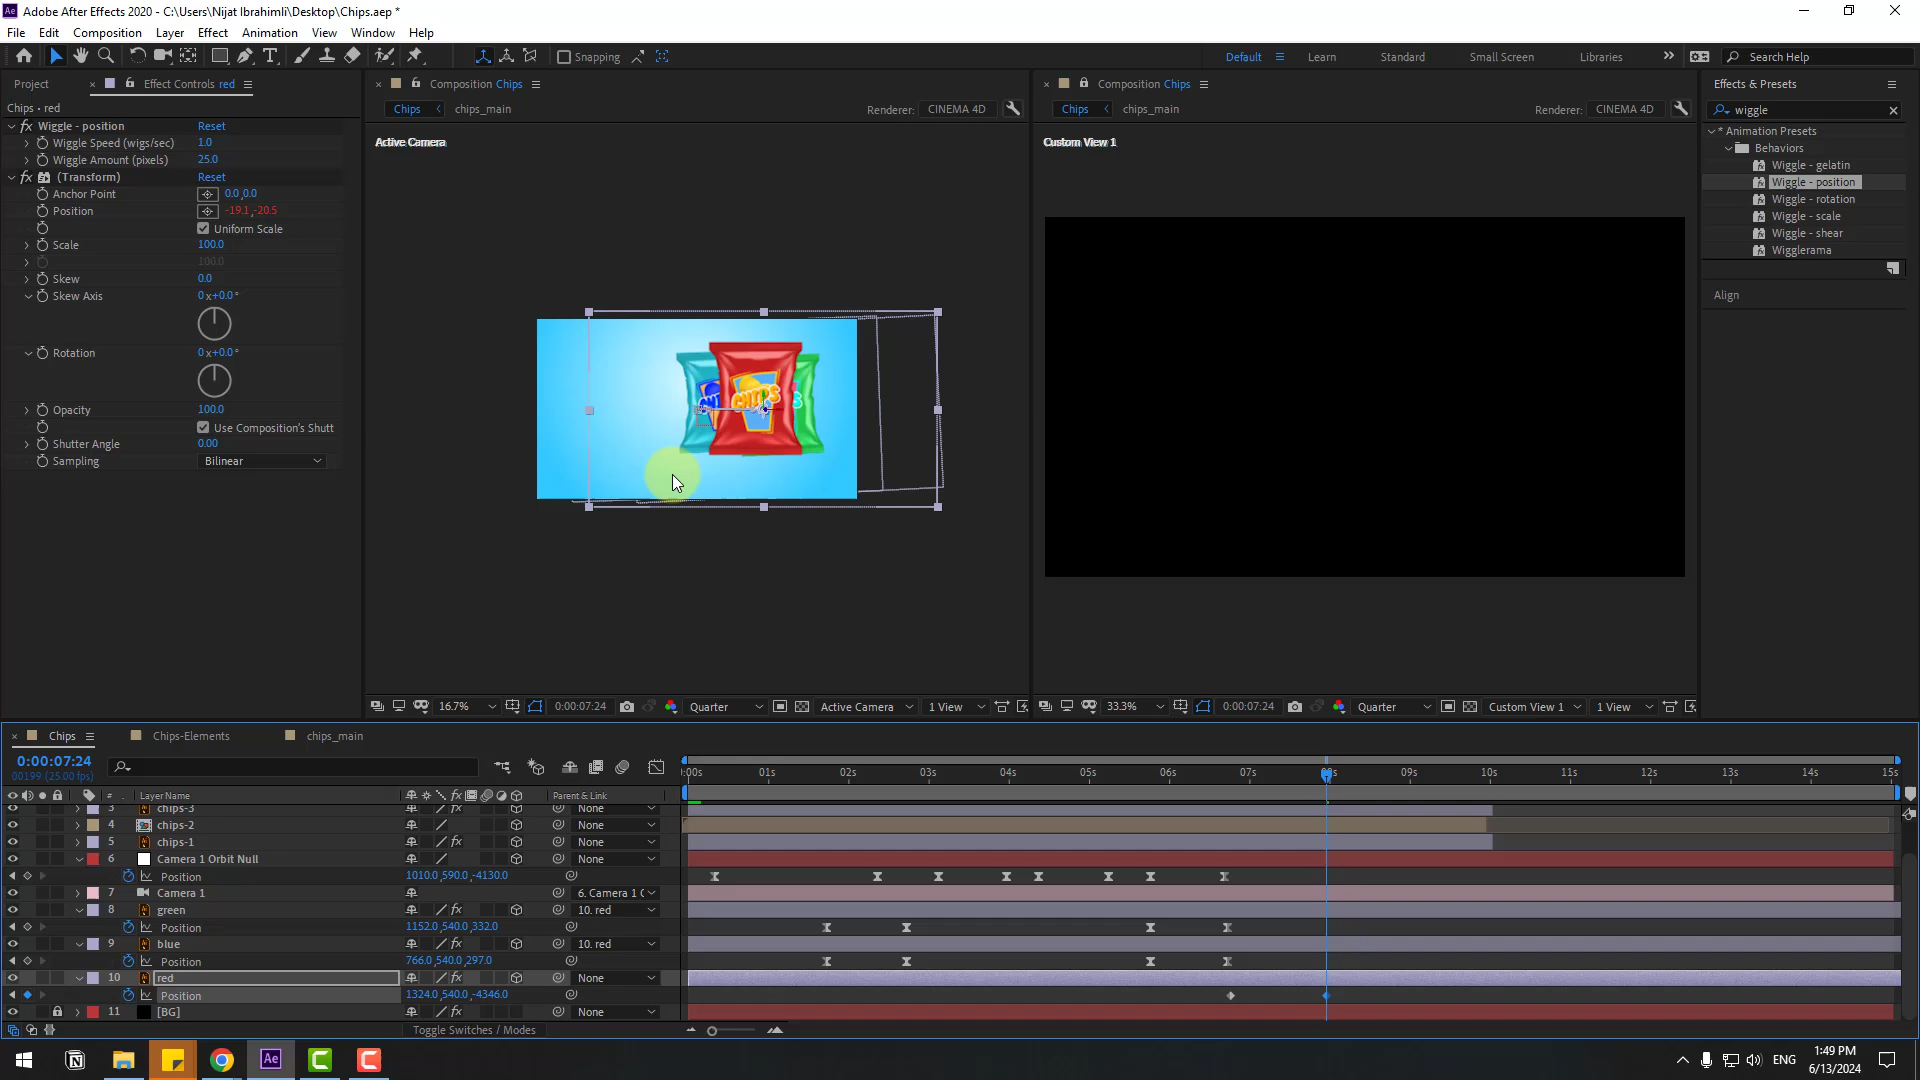 Adobe After Effects 2020 - C:\Users\Nijat Ibrahimli\Desktop\Chips.aep *
File Edit Composition Layer Effect Animation View Window Help
Snapping
Default Learn Standard Small Screen Libraries
Search Help
Project
Effect Controls red
Composition Chips
Composition Chips
Effects & Presets
Chips • red
Chips chips_main
Renderer: CINEMA 4D
Chips chips_main
Renderer: CINEMA 4D
wiggle
Wiggle - position Reset
Wiggle Speed (wigs/sec) 1.0
Wiggle Amount (pixels) 25.0
(Transform) Reset
Anchor Point 0.0,0.0
Position -19.1,-20.5
Uniform Scale
Scale 100.0
100.0
Skew 0.0
Skew Axis 0x+0.0°
Rotation 0x+0.0°
Opacity 100.0
Use Composition's Shutt
Shutter Angle 0.00
Sampling Bilinear
Active Camera
CHIPS
Custom View 1
* Animation Presets
Behaviors
Wiggle - gelatin
Wiggle - position
Wiggle - rotation
Wiggle - scale
Wiggle - shear
Wigglerama
Align
16.7% 0:00:07:24 Quarter Active Camera 1 View
33.3% 0:00:07:24 Quarter Custom View 1 1 View
Chips Chips-Elements chips_main
0:00:07:24
00199 (25.00 fps)
:00s 01s 02s 03s 04s 05s 06s 07s 08s 09s 10s 11s 12s 13s 14s 15s
# Layer Name Parent & Link
3 chips-3 None
4 chips-2 None
5 chips-1 None
6 Camera 1 Orbit Null None
Position 1010.0,590.0,-4130.0
7 Camera 1 6. Camera 1 C
8 green 10. red
Position 1152.0,540.0,332.0
9 blue 10. red
Position 766.0,540.0,297.0
10 red None
Position 1324.0,540.0,-4346.0
11 [BG] None
Toggle Switches / Modes
ENG
1:49 PM
6/13/2024